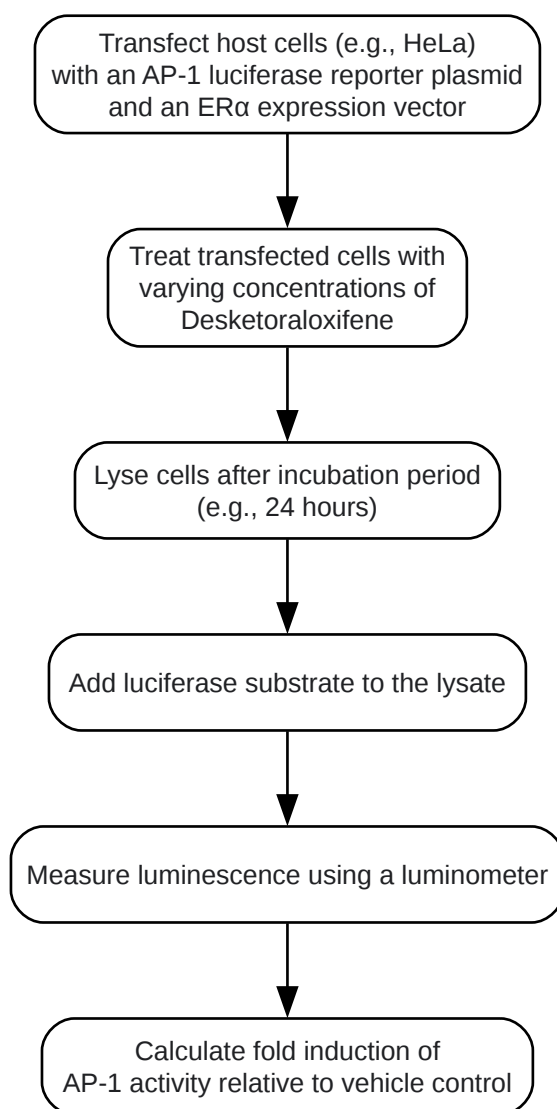 Transfect host cells (e.g., HeLa)
with an AP-1 luciferase reporter plasmid
and an ERα expression vector
Treat transfected cells with
varying concentrations of
Desketoraloxifene
Lyse cells after incubation period
(e.g., 24 hours)
Add luciferase substrate to the lysate
Measure luminescence using a luminometer
Calculate fold induction of
AP-1 activity relative to vehicle control